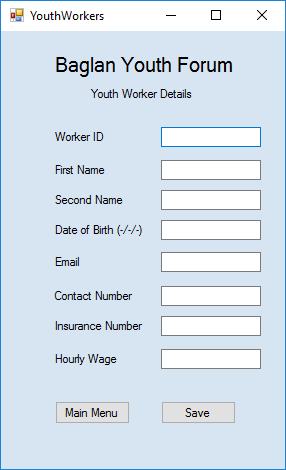 YouthWorkers
Baglan Youth Forum
Youth Worker Details
Worker ID
First Name
Second Name
Date of Birth (-/-/-)
Email
Contact Number
Insurance Number
Hourly Wage
Main Menu Save